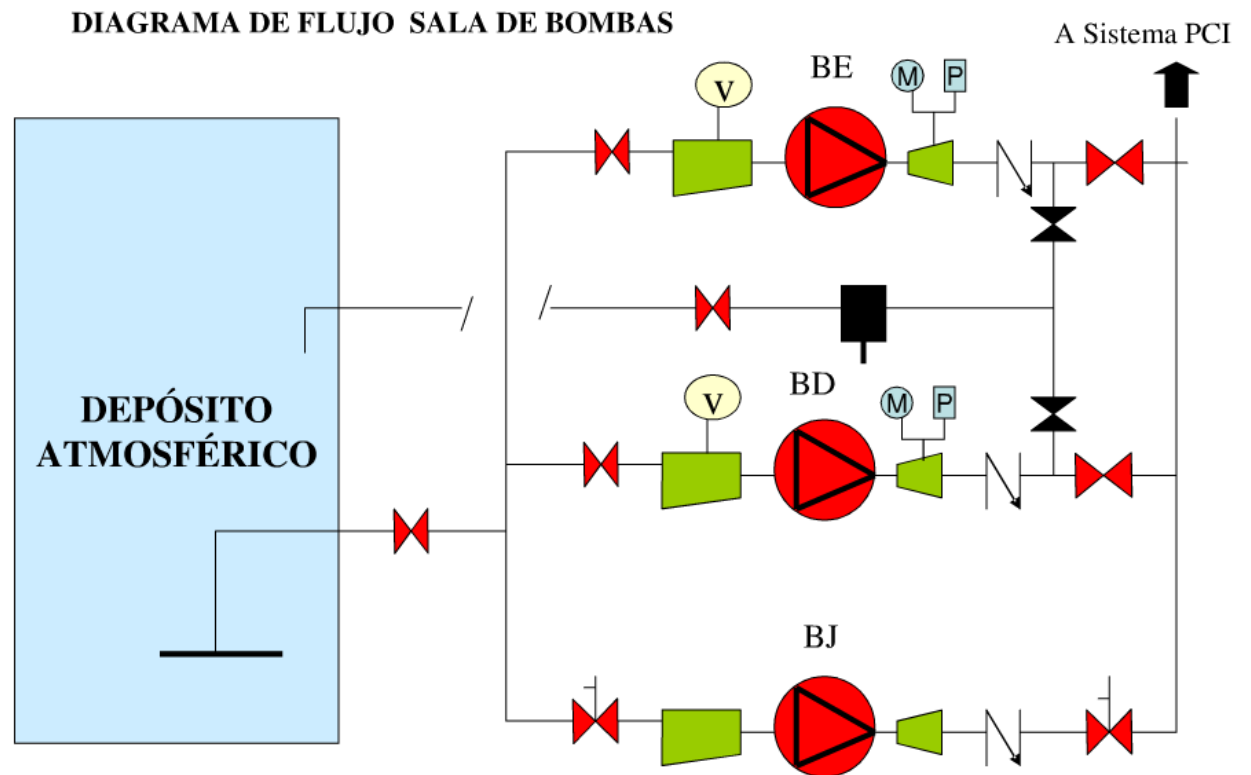 DIAGRAMA DE FLUJO SALA DE BOMBAS
A Sistema PCI
BE
V
M P
DEPÓSITO
ATMOSFÉRICO
BD
V
M P
BJ